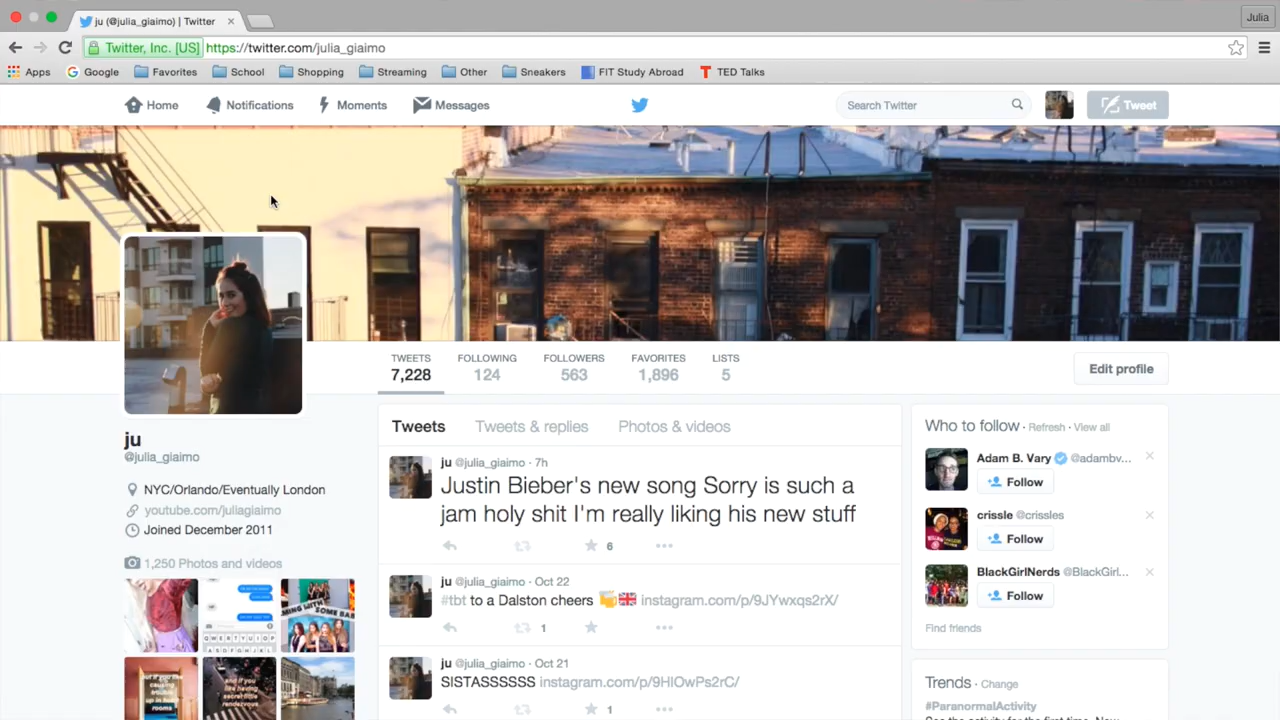 ju (@julia_giaimo) | Twitter
Julia
Twitter, Inc. [US] https://twitter.com/julia_giaimo
Apps Google Favorites School Shopping Streaming Other Sneakers FIT Study Abroad TED Talks
Home Notifications Moments Messages Search Twitter Tweet
TWEETS FOLLOWING FOLLOWERS FAVORITES LISTS
7,228 124 563 1,896 5
Edit profile
ju
@julia_giaimo
NYC/Orlando/Eventually London
youtube.com/juliagiaimo
Joined December 2011
1,250 Photos and videos
Tweets Tweets & replies Photos & videos
ju @julia_giaimo · 7h
Justin Bieber's new song Sorry is such a
jam holy shit I'm really liking his new stuff
6
ju @julia_giaimo · Oct 22
#tbt to a Dalston cheers 🍻🇬🇧 instagram.com/p/9JYwxqs2rX/
1
ju @julia_giaimo · Oct 21
SISTASSSSSS instagram.com/p/9HlOwPs2rC/
1
Who to follow · Refresh · View all
Adam B. Vary @adambv...
Follow
crissle @crissles
Follow
BlackGirlNerds @BlackGirl...
Follow
Find friends
Trends · Change
#ParanormalActivity